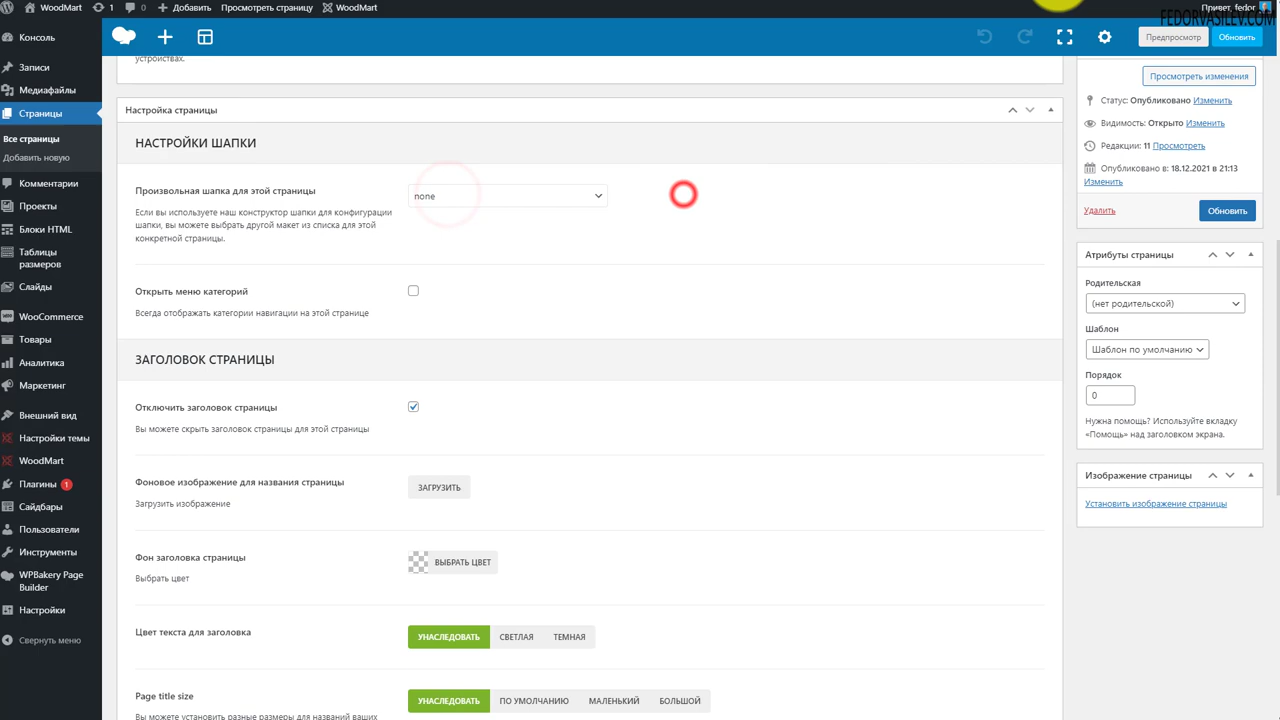 WoodMart
1
0
Добавить
Просмотреть страницу
WoodMart
Привет, fedor
FEDORVASILEV.COM
Предпросмотр
Обновить
Консоль
Записи
Медиафайлы
Страницы
Все страницы
Добавить новую
Комментарии
Проекты
Блоки HTML
Таблицы
размеров
Слайды
WooCommerce
Товары
Аналитика
Маркетинг
Внешний вид
Настройки темы
WoodMart
Плагины 1
Сайдбары
Пользователи
Инструменты
WPBakery Page
Builder
Настройки
Свернуть меню
устройствах.
Настройка страницы
НАСТРОЙКИ ШАПКИ
Произвольная шапка для этой страницы
none
Если вы используете наш конструктор шапки для конфигурации
шапки, вы можете выбрать другой макет из списка для этой
конкретной страницы.
Открыть меню категорий
Всегда отображать категории навигации на этой странице
ЗАГОЛОВОК СТРАНИЦЫ
Отключить заголовок страницы
Вы можете скрыть заголовок страницы для этой страницы
Фоновое изображение для названия страницы
ЗАГРУЗИТЬ
Загрузить изображение
Фон заголовка страницы
ВЫБРАТЬ ЦВЕТ
Выбрать цвет
Цвет текста для заголовка
УНАСЛЕДОВАТЬ СВЕТЛАЯ ТЕМНАЯ
Page title size
УНАСЛЕДОВАТЬ ПО УМОЛЧАНИЮ МАЛЕНЬКИЙ БОЛЬШОЙ
Вы можете установить разные размеры для названий ваших
Просмотреть изменения
Статус: Опубликовано Изменить
Видимость: Открыто Изменить
Редакции: 11 Просмотреть
Опубликовано в: 18.12.2021 в 21:13
Изменить
Удалить
Обновить
Атрибуты страницы
Родительская
(нет родительской)
Шаблон
Шаблон по умолчанию
Порядок
0
Нужна помощь? Используйте вкладку
«Помощь» над заголовком экрана.
Изображение страницы
Установить изображение страницы